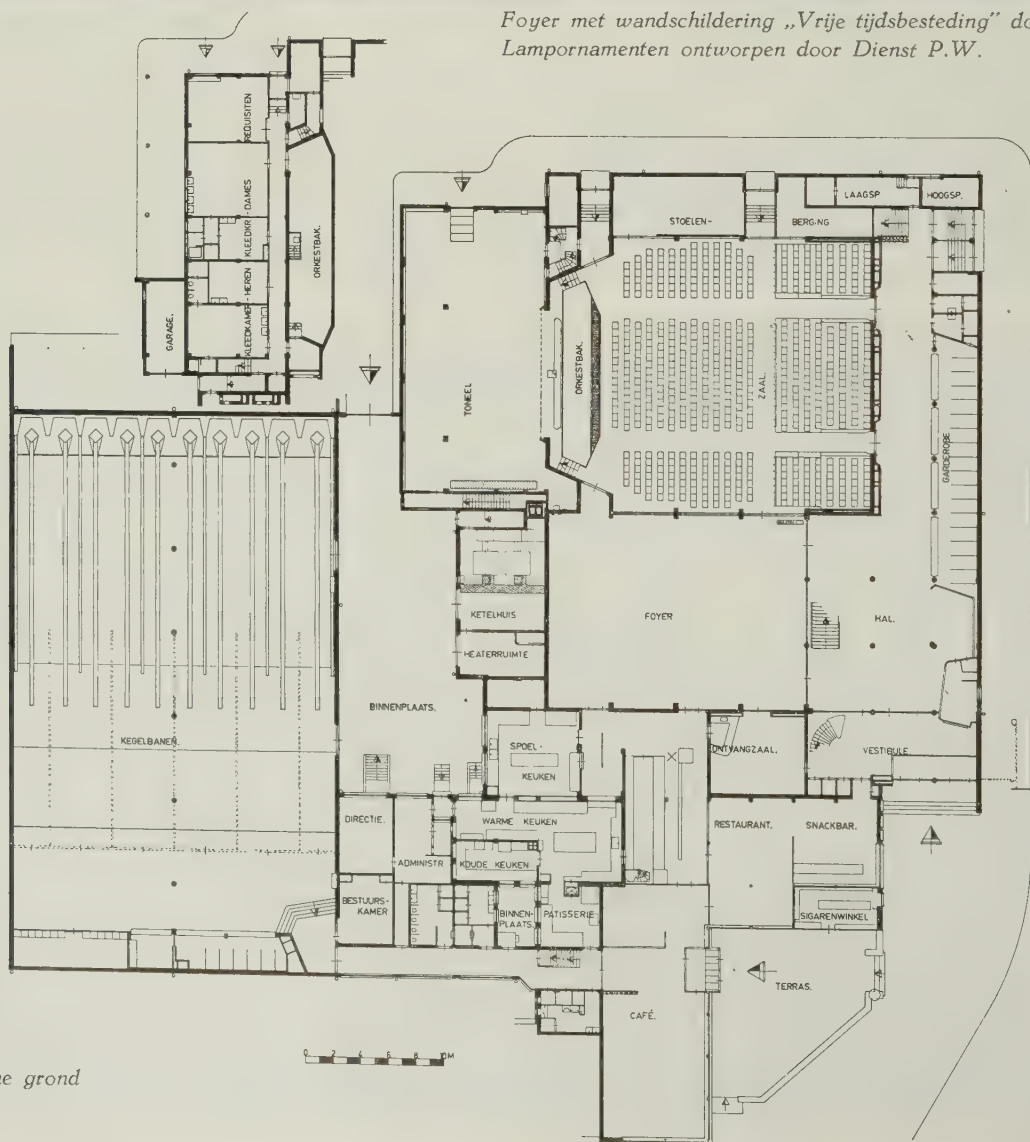 Foyer met wandschildering „Vrije tijdsbesteding” do
Lampornamenten ontworpen door Dienst P.W.
REQUISITEN
KLEEDKR - DAMES
KLEEDKAMER - HEREN
ORKESTBAK.
GARAGE.
LAAGSP.
HOOGSP.
STOELEN -
BERGING
TONEEL
ORKESTBAK.
ZAAL
GARDEROBE
KETELHUIS
FOYER
HAL.
HEATERRUIMTE
BINNENPLAATS.
KEGELBANEN.
SPOEL -
KEUKEN
ONTVANGZAAL.
VESTIBULE.
DIRECTIE.
WARME KEUKEN
RESTAURANT.
SNACKBAR.
ADMINISTR
KOUDE KEUKEN
BESTUURS-
KAMER
BINNEN-
PLAATS.
PATISSERIE
SIGARENWINKEL
TERRAS.
CAFÉ.
0 2 4 6 8 10M
ne grond